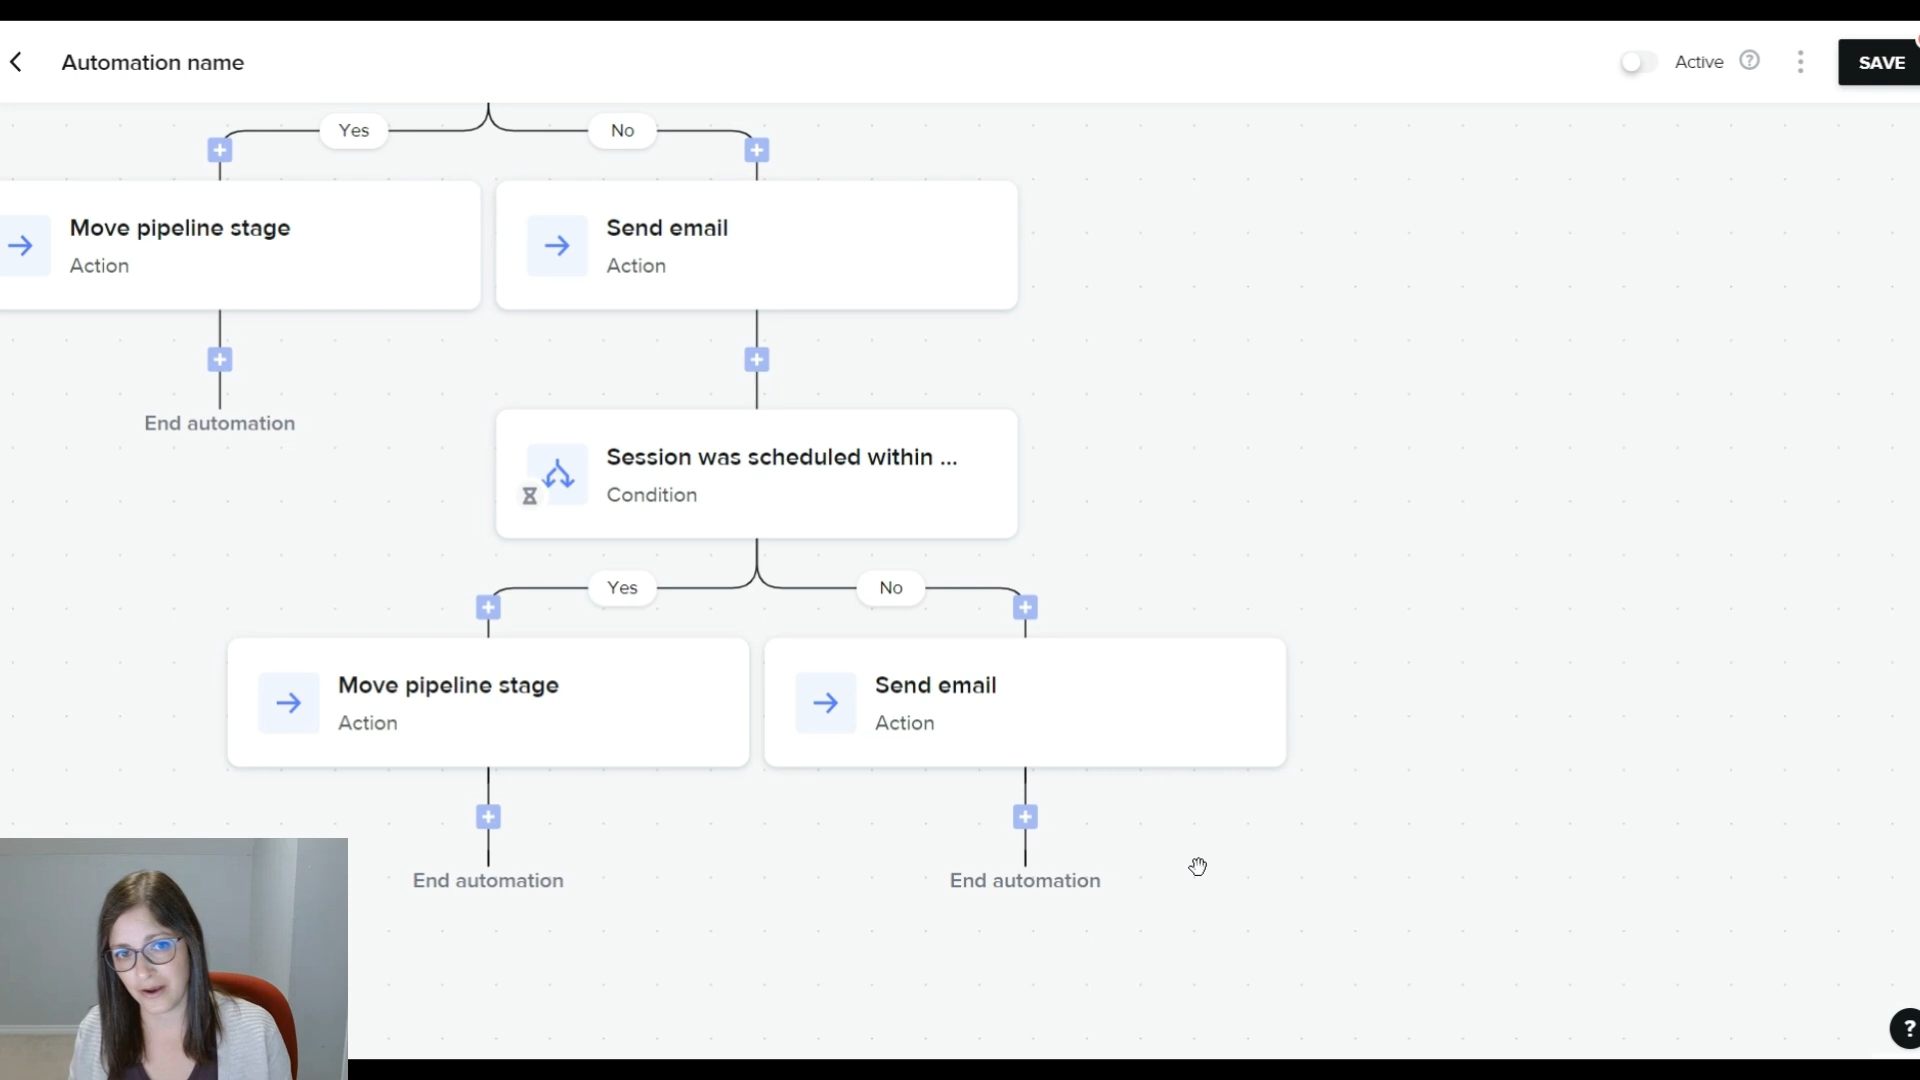 Automation name
Active
SAVE
Yes
No
Move pipeline stage
Action
Send email
Action
End automation
Session was scheduled within ...
Condition
Yes
No
Move pipeline stage
Action
Send email
Action
End automation
End automation